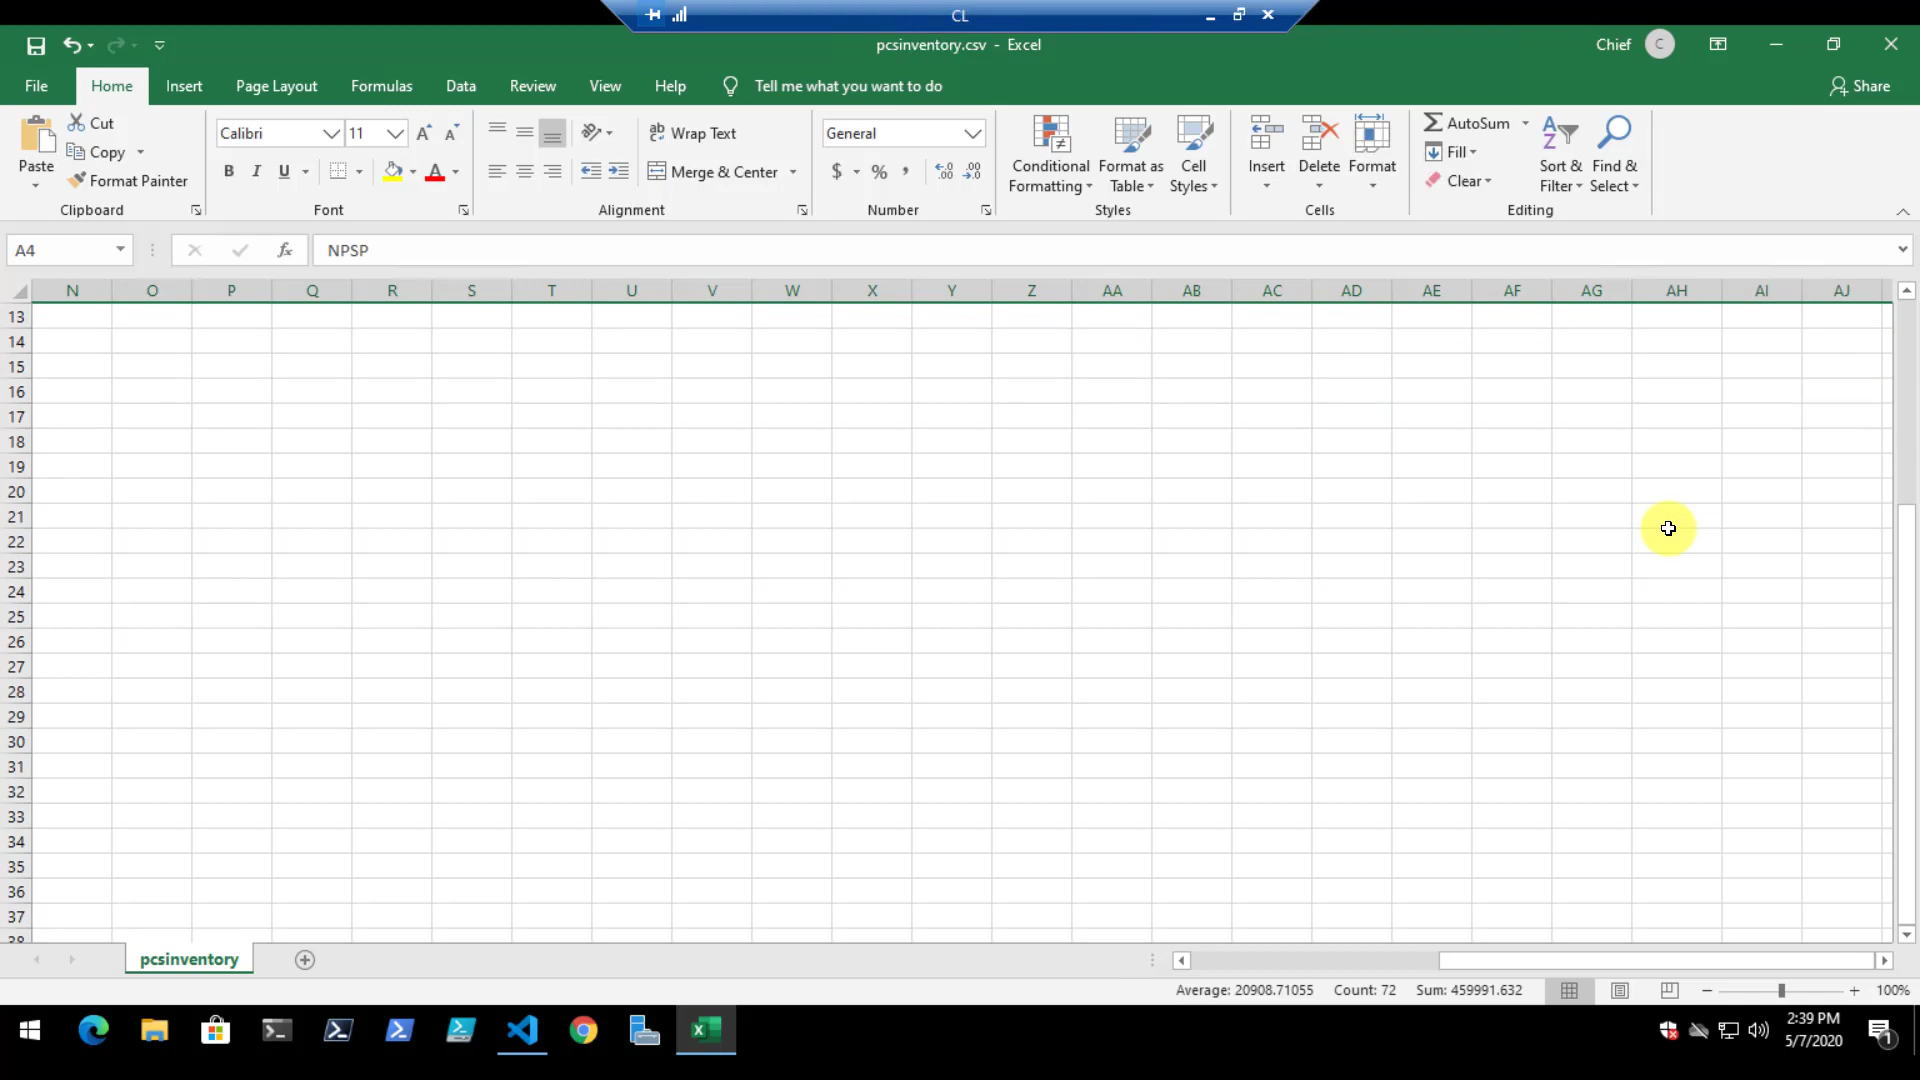 CL
pcsinventory.csv - Excel
Chief
C
File Home Insert Page Layout Formulas Data Review View Help Tell me what you want to do
Share
Paste
Cut
Copy
Format Painter
Clipboard
Calibri 11
B I U
Font
Wrap Text
Merge & Center
Alignment
General
$ % ,
Number
Conditional Formatting
Format as Table
Cell Styles
Styles
Insert Delete Format
Cells
AutoSum
Fill
Clear
Sort & Filter
Find & Select
Editing
A4
fx
NPSP
N O P Q R S T U V W X Y Z AA AB AC AD AE AF AG AH AI AJ
13
14
15
16
17
18
19
20
21
22
23
24
25
26
27
28
29
30
31
32
33
34
35
36
37
38
pcsinventory
Average: 20908.71055 Count: 72 Sum: 459991.632
100%
2:39 PM
5/7/2020
1